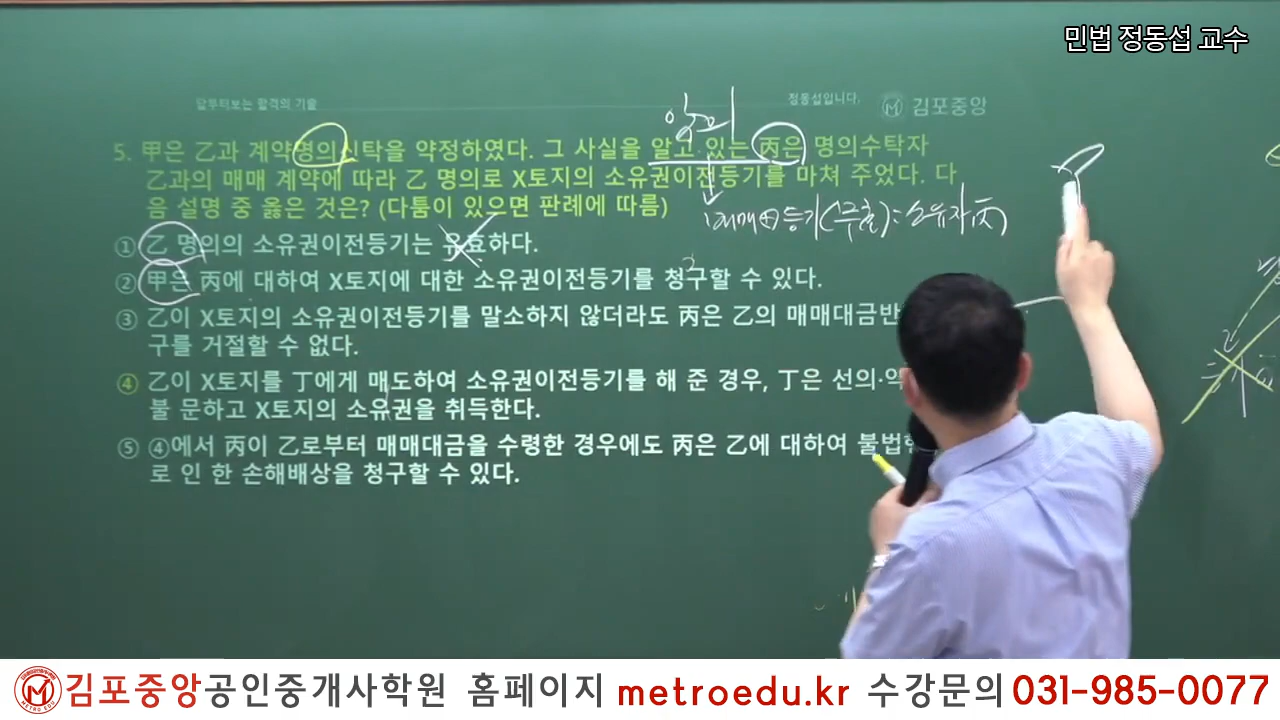 민법 정동섭 교수
답부터보는 합격의 기술
정동섭입니다.
김포중앙
악의
5. 甲은 乙과 계약명의신탁을 약정하였다. 그 사실을 알고 있는 丙은 명의수탁자
乙과의 매매 계약에 따라 乙 명의로 X토지의 소유권이전등기를 마쳐 주었다. 다
음 설명 중 옳은 것은? (다툼이 있으면 판례에 따름)
① 乙 명의의 소유권이전등기는 유효하다.
② 甲은 丙에 대하여 X토지에 대한 소유권이전등기를 청구할 수 있다.
③ 乙이 X토지의 소유권이전등기를 말소하지 않더라도 丙은 乙의 매매대금반
구를 거절할 수 없다.
④ 乙이 X토지를 丁에게 매도하여 소유권이전등기를 해 준 경우, 丁은 선의·악
불 문하고 X토지의 소유권을 취득한다.
⑤ ④에서 丙이 乙로부터 매매대금을 수령한 경우에도 丙은 乙에 대하여 불법
로 인 한 손해배상을 청구할 수 있다.
METRO EDU
김포중앙공인중개사학원 홈페이지 metroedu.kr 수강문의 031-985-0077